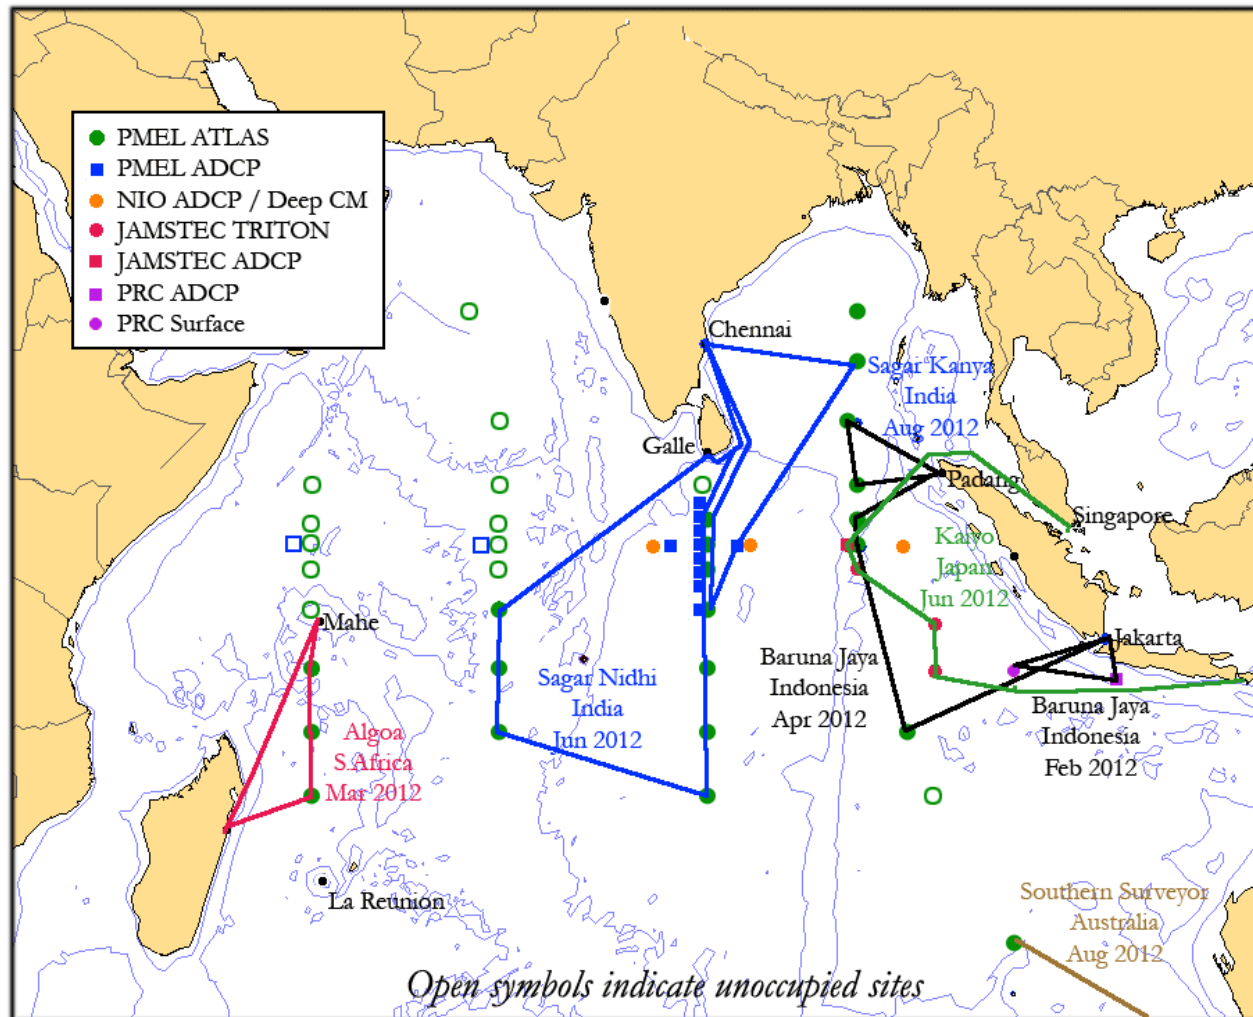 PMEL ATLAS
PMEL ADCP
NIO ADCP / Deep CM
JAMSTEC TRITON
JAMSTEC ADCP
PRC ADCP
PRC Surface
Chennai
Sagar Kanya
India
Aug 2012
Galle
Padang
Singapore
Kaiyo
Japan
Jun 2012
Mahe
Jakarta
Baruna Jaya
Indonesia
Apr 2012
Sagar Nidhi
India
Jun 2012
Baruna Jaya
Indonesia
Feb 2012
Algoa
S.Africa
Mar 2012
La Reunion
Southern Surveyor
Australia
Aug 2012
Open symbols indicate unoccupied sites